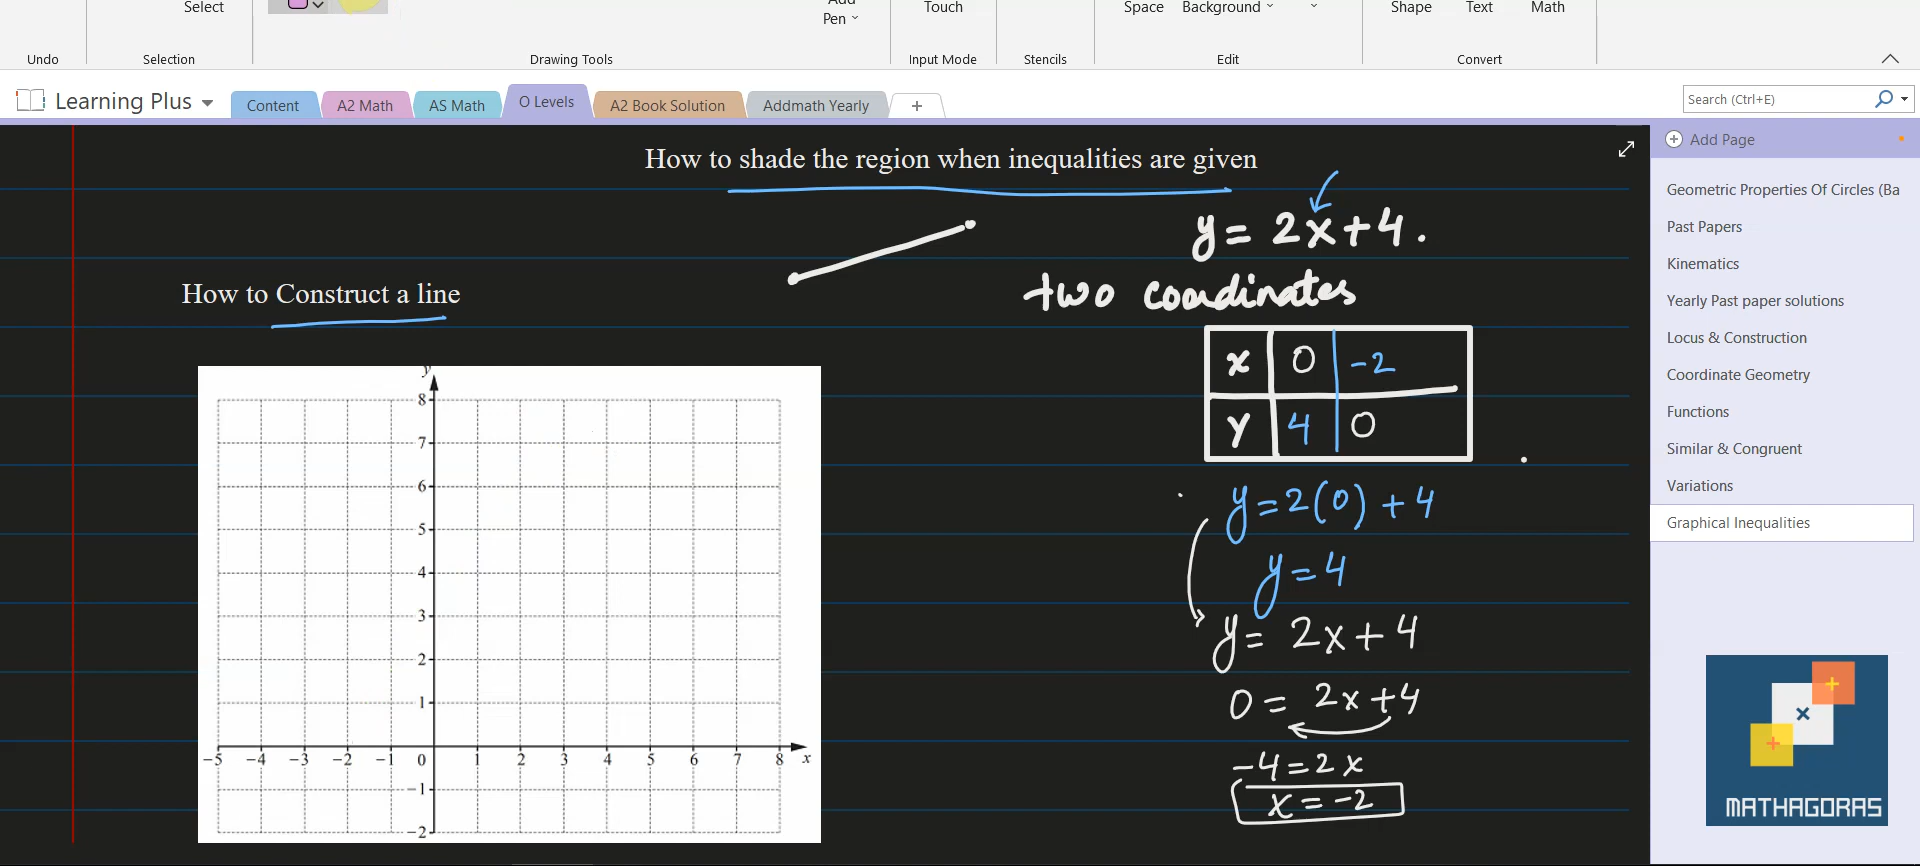 Select
Add
Pen
Touch
Space
Background
Shape
Text
Math
Undo
Selection
Drawing Tools
Input Mode
Stencils
Edit
Convert
Learning Plus
Content
A2 Math
AS Math
O Levels
A2 Book Solution
Addmath Yearly
+
Search (Ctrl+E)
How to shade the region when inequalities are given
y = 2x+4.
two coordinates
How to Construct a line
x 0 -2
y 4 0
y=2(0)+4
y=4
y= 2x+4
0 = 2x+4
-4=2x
x=-2
y
8
7
6
5
4
3
2
1
−5 −4 −3 −2 −1 0 1 2 3 4 5 6 7 8 x
−1
−2
Add Page
Geometric Properties Of Circles (Ba
Past Papers
Kinematics
Yearly Past paper solutions
Locus & Construction
Coordinate Geometry
Functions
Similar & Congruent
Variations
Graphical Inequalities
+
×
+
MATHAGORAS